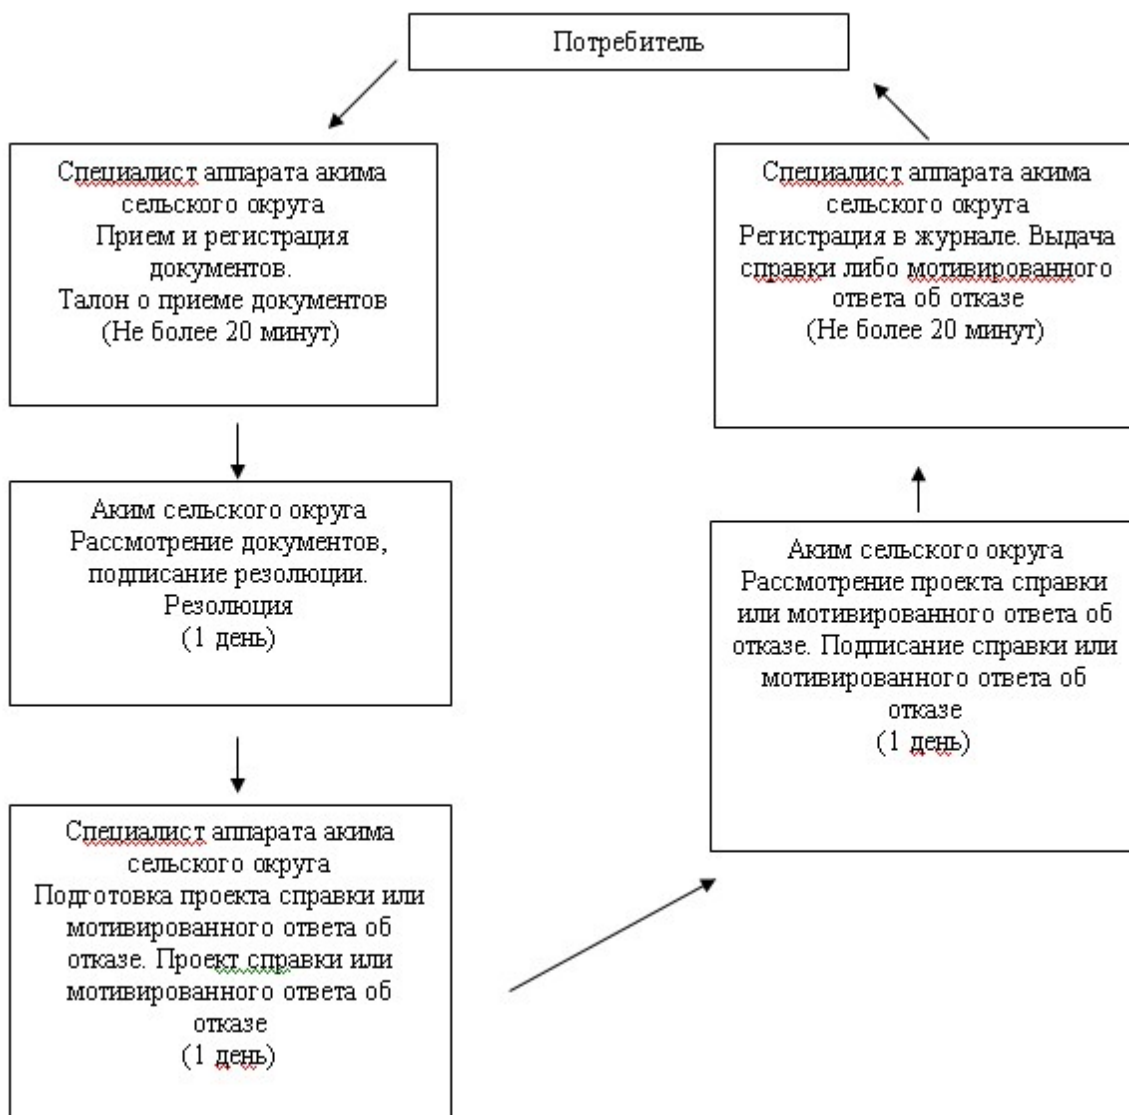 Потребитель
Специалист аппарата акима
сельского округа
Прием и регистрация
документов.
Талон о приеме документов
(Не более 20 минут)
Аким сельского округа
Рассмотрение документов,
подписание резолюции.
Резолюция
(1 день)
Специалист аппарата акима
сельского округа
Подготовка проекта справки или
мотивированного ответа об
отказе. Проект справки или
мотивированного ответа об
отказе
(1 день)
Аким сельского округа
Рассмотрение проекта справки
или мотивированного ответа об
отказе. Подписание справки или
мотивированного ответа об
отказе
(1 день)
Специалист аппарата акима
сельского округа
Регистрация в журнале. Выдача
справки либо мотивированного
ответа об отказе
(Не более 20 минут)